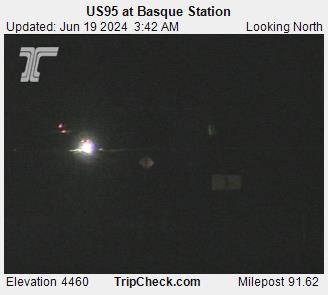 US95 at Basque Station
Updated: Jun 19 2024 3:42 AM Looking North
Elevation 4460 TripCheck.com Milepost 91.62